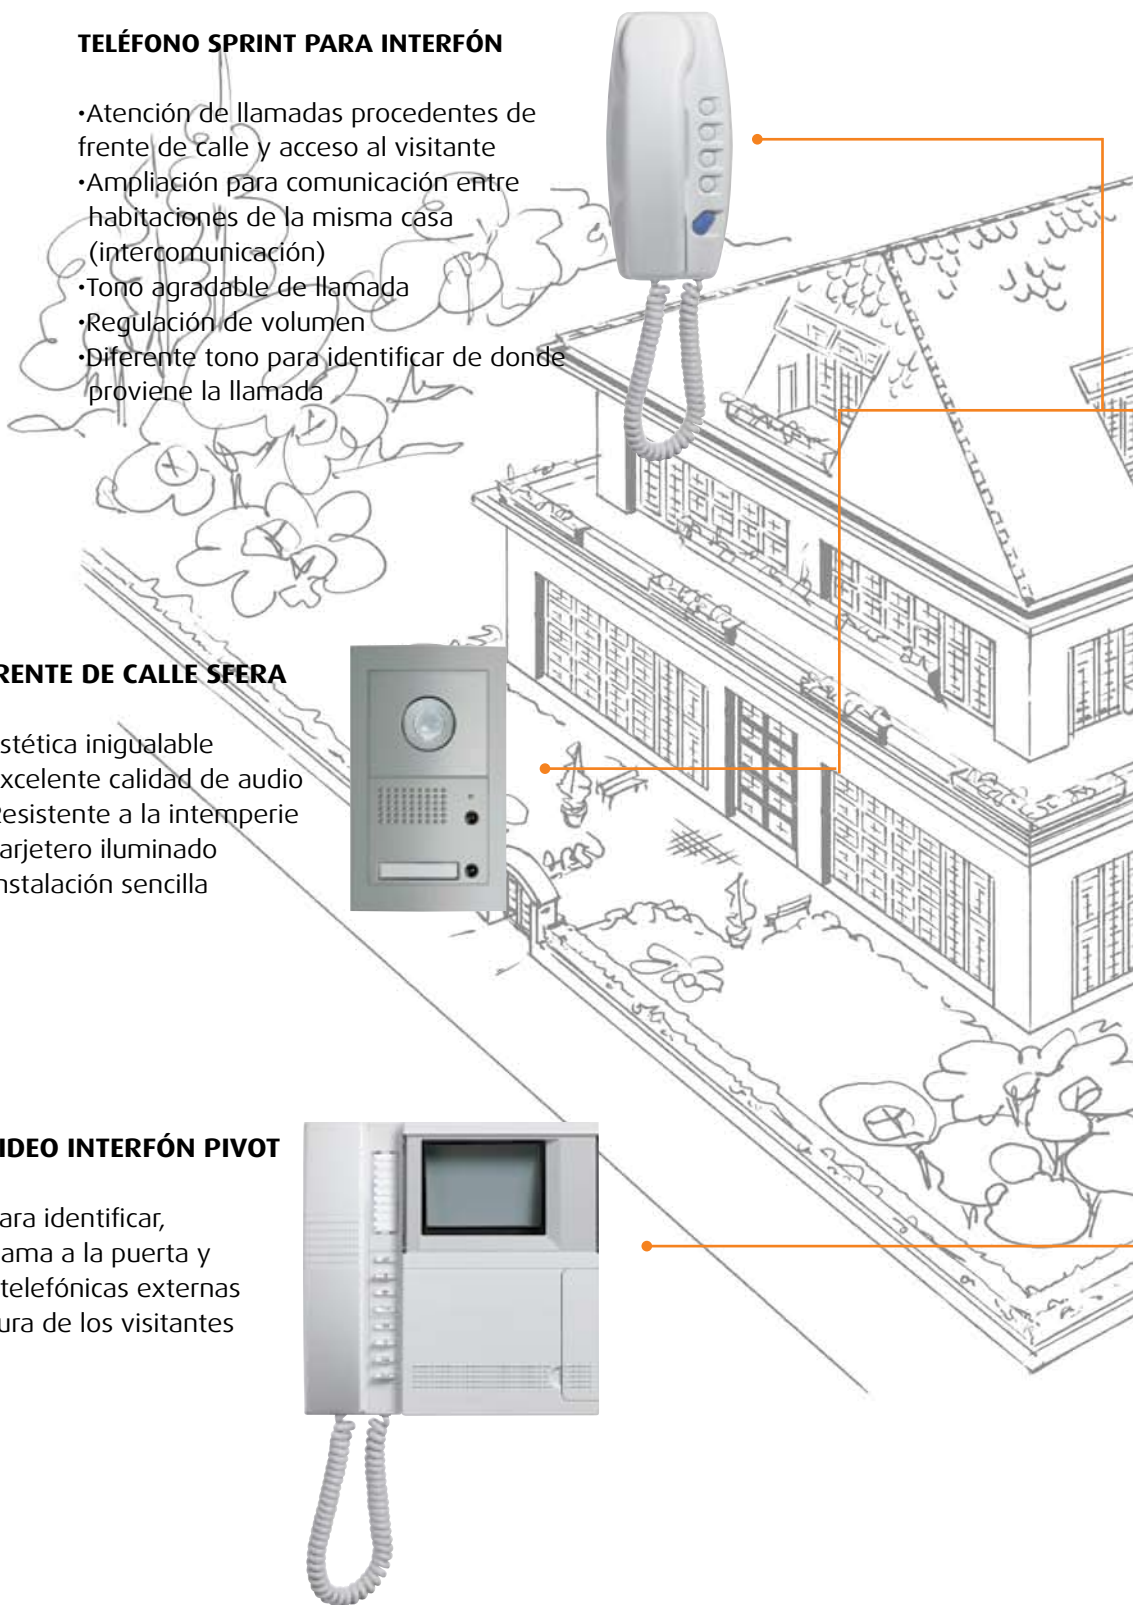 TELÉFONO SPRINT PARA INTERFÓN
•Atención de llamadas procedentes de
frente de calle y acceso al visitante
•Ampliación para comunicación entre
habitaciones de la misma casa
(intercomunicación)
•Tono agradable de llamada
•Regulación de volumen
•Diferente tono para identificar de donde
proviene la llamada
RENTE DE CALLE SFERA
stética inigualable
xcelente calidad de audio
Resistente a la intemperie
arjetero iluminado
nstalación sencilla
IDEO INTERFÓN PIVOT
ara identificar,
ama a la puerta y
telefónicas externas
ura de los visitantes